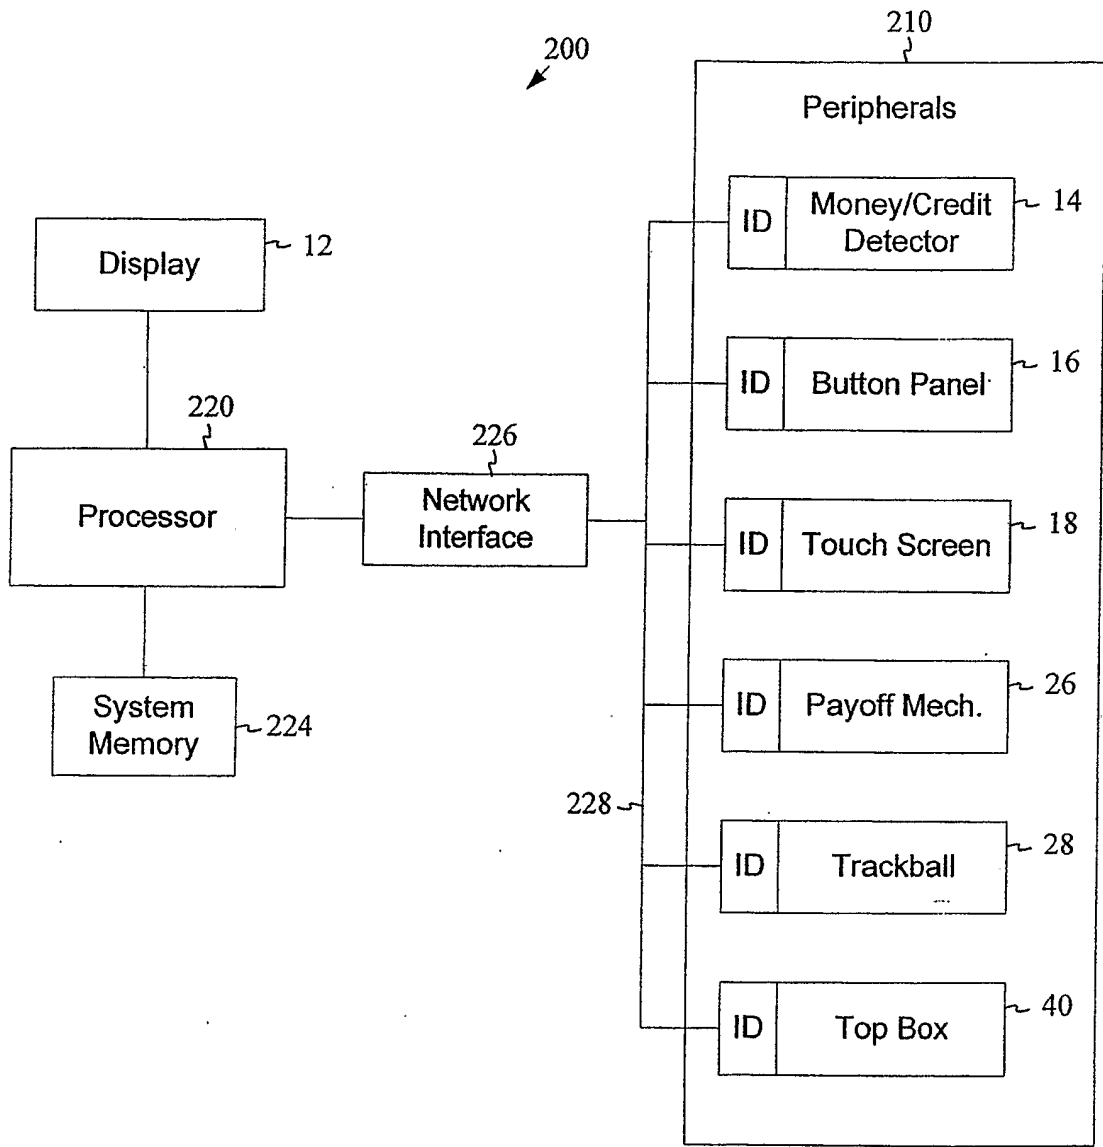 200
210
Peripherals
Display
12
ID
Money/Credit
Detector
14
ID
Button Panel
16
220
Processor
226
Network
Interface
ID
Touch Screen
18
System
Memory
224
ID
Payoff Mech.
26
228
ID
Trackball
28
ID
Top Box
40